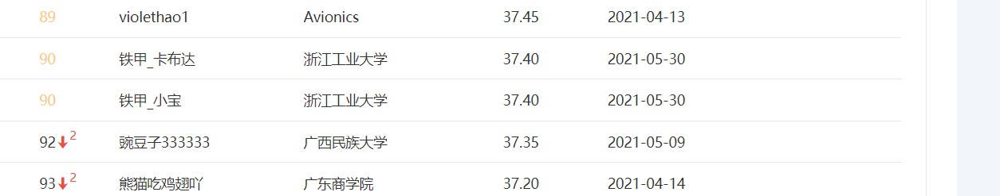 89 violethao1 Avionics 37.45 2021-04-13
90 铁甲_卡布达 浙江工业大学 37.40 2021-05-30
90 铁甲_小宝 浙江工业大学 37.40 2021-05-30
92 2 豌豆子333333 广西民族大学 37.35 2021-05-09
93 2 熊猫吃鸡翅吖 广东商学院 37.20 2021-04-14